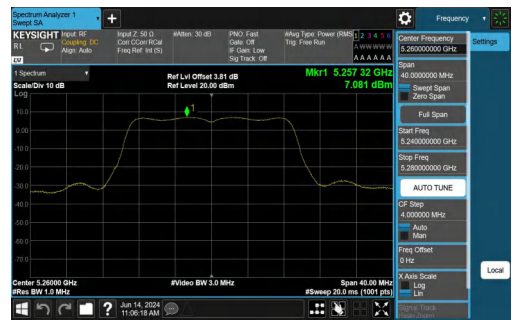 Spectrum Analyzer 1
Swept SA
+
Frequency
KEYSIGHT
R L
LV
Input: RF
Coupling: DC
Align: Auto
Input Z: 50 Ω
Corr CCorr RCal
Freq Ref: Int (S)
#Atten: 30 dB
PNO: Fast
Gate: Off
IF Gain: Low
Sig Track: Off
#Avg Type: Power (RMS
Trig: Free Run
1 2 3 4 5 6
A W W W W W
A A A A A A
1 Spectrum
Scale/Div 10 dB
Log
Ref Lvl Offset 3.81 dB
Ref Level 20.00 dBm
Mkr1 5.257 32 GHz
7.081 dBm
1
10.0
0.00
-10.0
-20.0
-30.0
-40.0
-50.0
-60.0
-70.0
Center 5.26000 GHz
#Res BW 1.0 MHz
#Video BW 3.0 MHz
Span 40.00 MHz
#Sweep 20.0 ms (1001 pts)
Center Frequency
5.260000000 GHz
Settings
Span
40.0000000 MHz
Swept Span
Zero Span
Full Span
Start Freq
5.240000000 GHz
Stop Freq
5.280000000 GHz
AUTO TUNE
CF Step
4.000000 MHz
Auto
Man
Freq Offset
0 Hz
X Axis Scale
Log
Lin
Local
Signal Track
?
Jun 14, 2024
11:06:18 AM